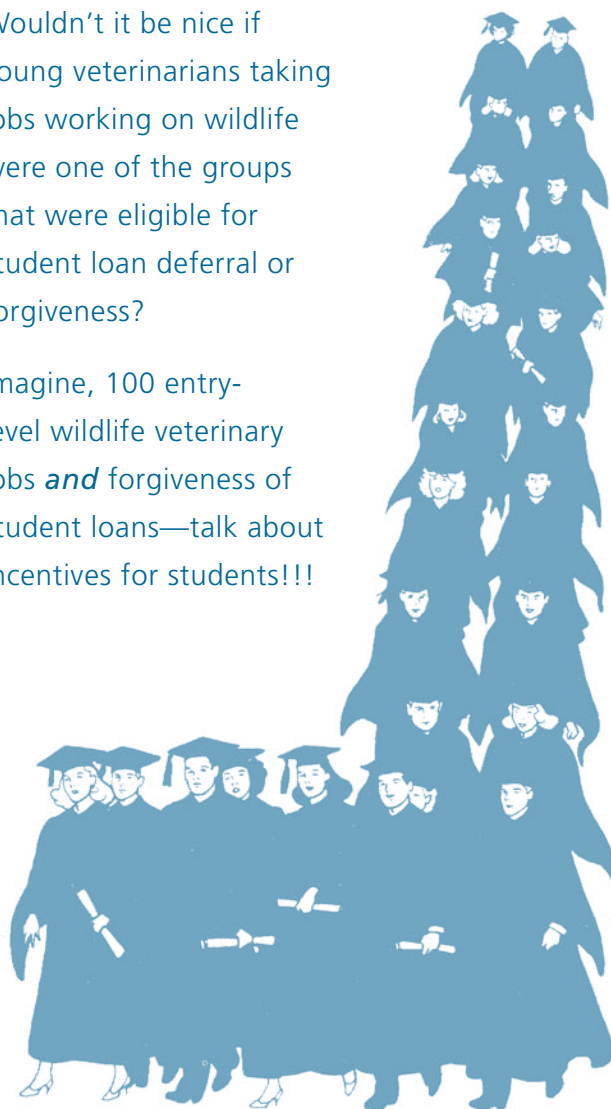 Wouldn't it be nice if
oung veterinarians taking
obs working on wildlife
were one of the groups
hat were eligible for
tudent loan deferral or
orgiveness?
magine, 100 entry-
evel wildlife veterinary
obs and forgiveness of
tudent loans—talk about
ncentives for students!!!